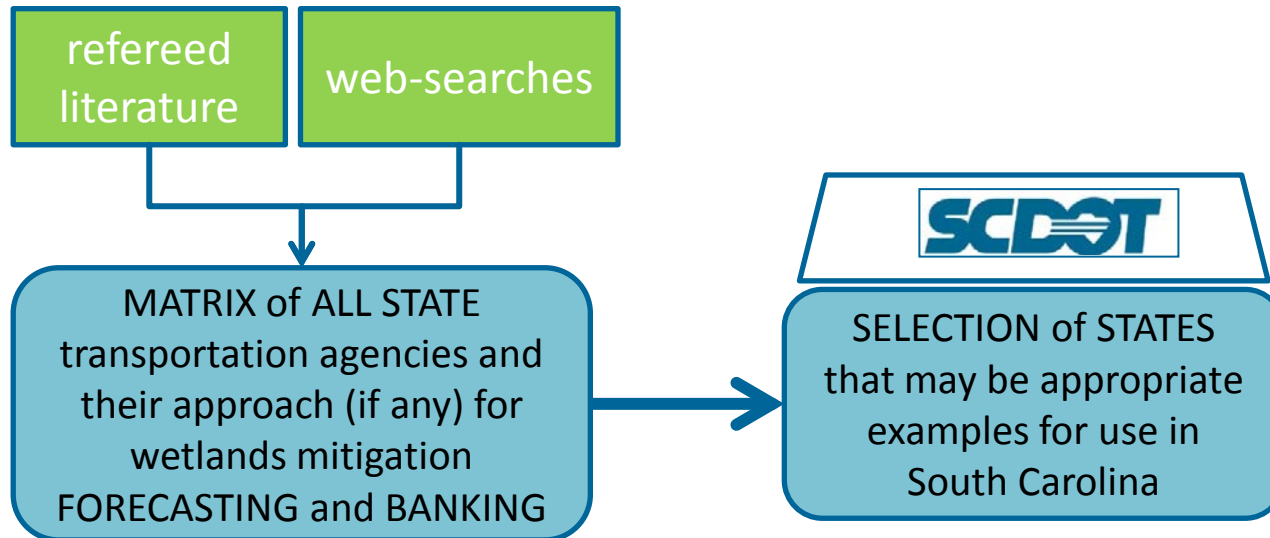 refereed
literature
web-searches
SCDOT
MATRIX of ALL STATE
transportation agencies and
their approach (if any) for
wetlands mitigation
FORECASTING and BANKING
SELECTION of STATES
that may be appropriate
examples for use in
South Carolina